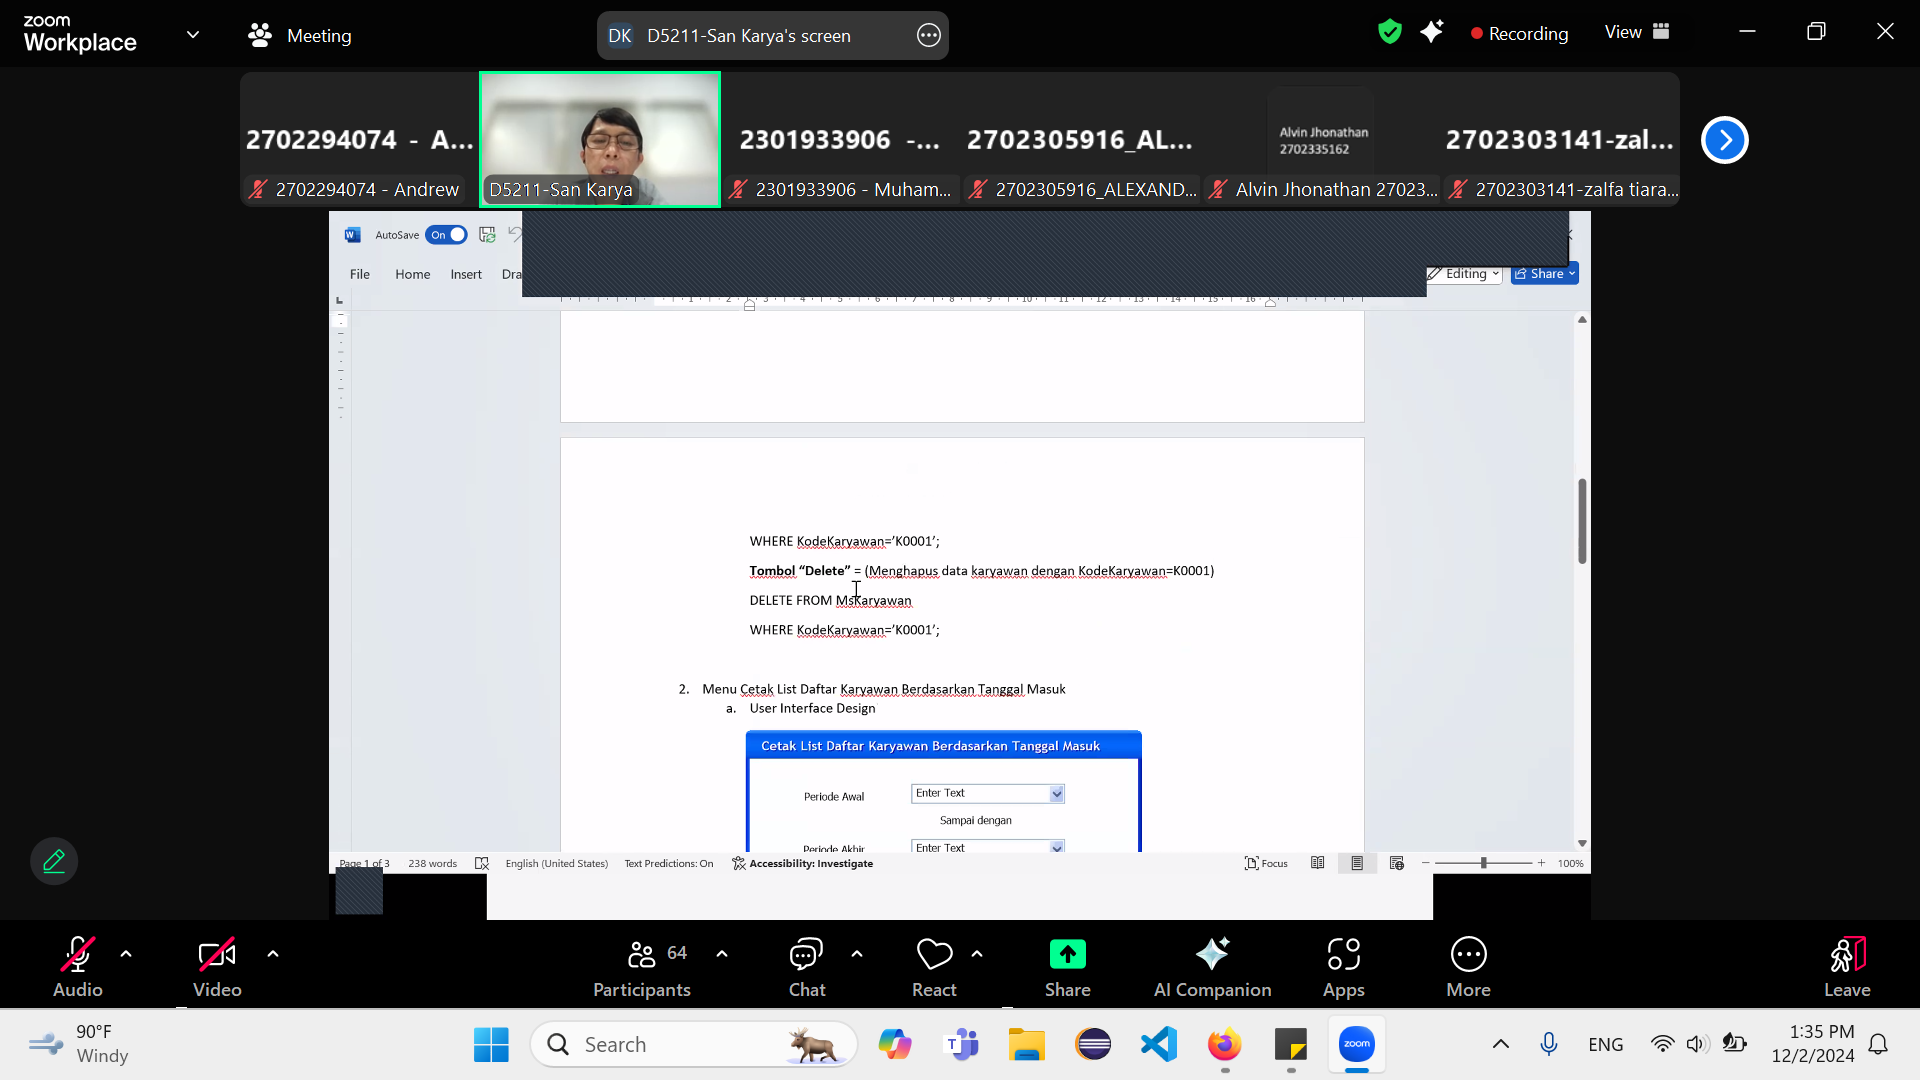 zoom
Workplace
Meeting
DK D5211-San Karya's screen
Recording
View
2702294074 - A...
2702294074 - Andrew
D5211-San Karya
2301933906 -...
2301933906 - Muham...
2702305916_AL...
2702305916_ALEXAND...
Alvin Jhonathan
2702335162
Alvin Jhonathan 27023...
2702303141-zal...
2702303141-zalfa tiara...
AutoSave On
File Home Insert Dra
Editing Share
WHERE KodeKaryawan='K0001';
Tombol “Delete” = (Menghapus data karyawan dengan KodeKaryawan=K0001)
DELETE FROM MsKaryawan
WHERE KodeKaryawan='K0001';
2. Menu Cetak List Daftar Karyawan Berdasarkan Tanggal Masuk
a. User Interface Design
Cetak List Daftar Karyawan Berdasarkan Tanggal Masuk
Periode Awal Enter Text
Sampai dengan
Periode Akhir Enter Text
Page 1 of 3 238 words English (United States) Text Predictions: On Accessibility: Investigate Focus 100%
Audio
Video
64
Participants
Chat
React
Share
AI Companion
Apps
More
Leave
90°F
Windy
Search
zoom
ENG
1:35 PM
12/2/2024